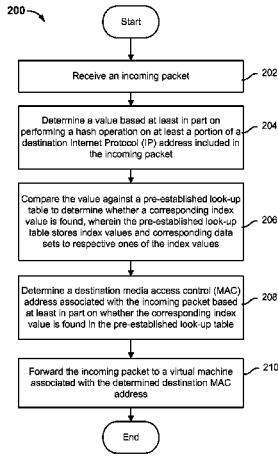 200
Start
Receive an incoming packet
202
Determine a value based at least in part on
performing a hash operation on at least a portion of a
destination Internet Protocol (IP) address included in
the incoming packet
204
Compare the value against a pre-established look-up
table to determine whether a corresponding index
value is found, wherein the pre-established look-up
table stores index values and corresponding data
sets to respective ones of the index values
206
Determine a destination media access control (MAC)
address associated with the incoming packet based
at least in part on whether the corresponding index
value is found in the pre-established look-up table
208
Forward the incoming packet to a virtual machine
associated with the determined destination MAC
address
210
End